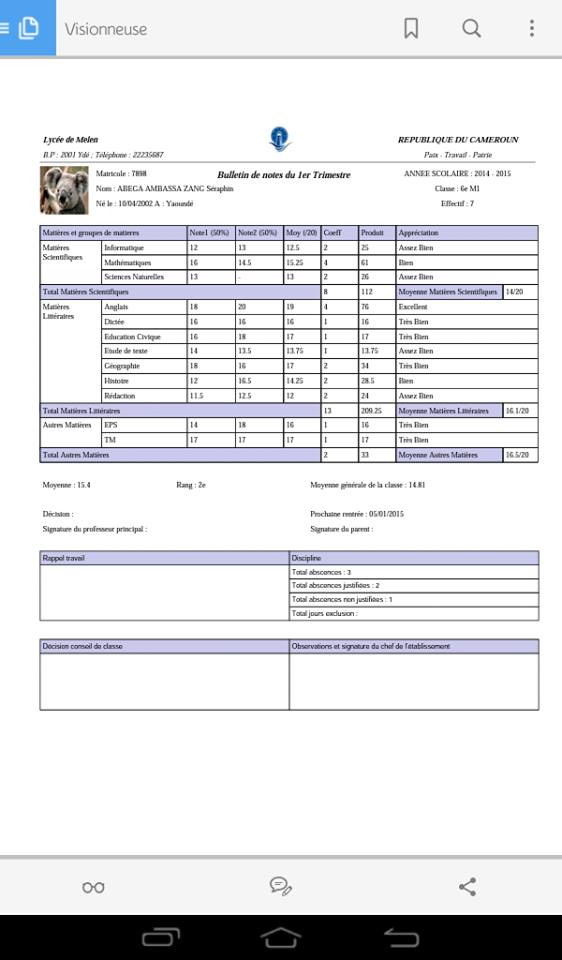 Visionneuse
Lycée de Melen
REPUBLIQUE DU CAMEROUN
B.P : 2001 Ydé ; Téléphone : 22235687
Paix - Travail - Patrie
Matricule : 7898
Bulletin de notes du 1er Trimestre
ANNEE SCOLAIRE : 2014 - 2015
Nom : ABEGA AMBASSA ZANG Séraphin
Classe : 6e M1
Né le : 10/04/2002 A : Yaoundé
Effectif : 7
Matières et groupes de matieres Note1 (50%) Note2 (50%) Moy (/20) Coeff Produit Appréciation
Matières Scientifiques
Informatique 12 13 12.5 2 25 Assez Bien
Mathématiques 16 14.5 15.25 4 61 Bien
Sciences Naturelles 13 - 13 2 26 Assez Bien
Total Matières Scientifiques 8 112 Moyenne Matières Scientifiques 14/20
Matières Littéraires
Anglais 18 20 19 4 76 Excellent
Dictée 16 16 16 1 16 Très Bien
Education Civique 16 18 17 1 17 Très Bien
Etude de texte 14 13.5 13.75 1 13.75 Assez Bien
Géographie 18 16 17 2 34 Très Bien
Histoire 12 16.5 14.25 2 28.5 Bien
Rédaction 11.5 12.5 12 2 24 Assez Bien
Total Matières Littéraires 13 209.25 Moyenne Matières Littéraires 16.1/20
Autres Matières
EPS 14 18 16 1 16 Très Bien
TM 17 17 17 1 17 Très Bien
Total Autres Matières 2 33 Moyenne Autres Matières 16.5/20
Moyenne : 15.4 Rang : 2e Moyenne générale de la classe : 14.81
Décision : Prochaine rentrée : 05/01/2015
Signature du professeur principal : Signature du parent :
Rappel travail Discipline
Total abscences : 3
Total abscences justifiées : 2
Total abscences non justifiées : 1
Total jours exclusion :
Décision conseil de classe Observations et signature du chef de l'établissement